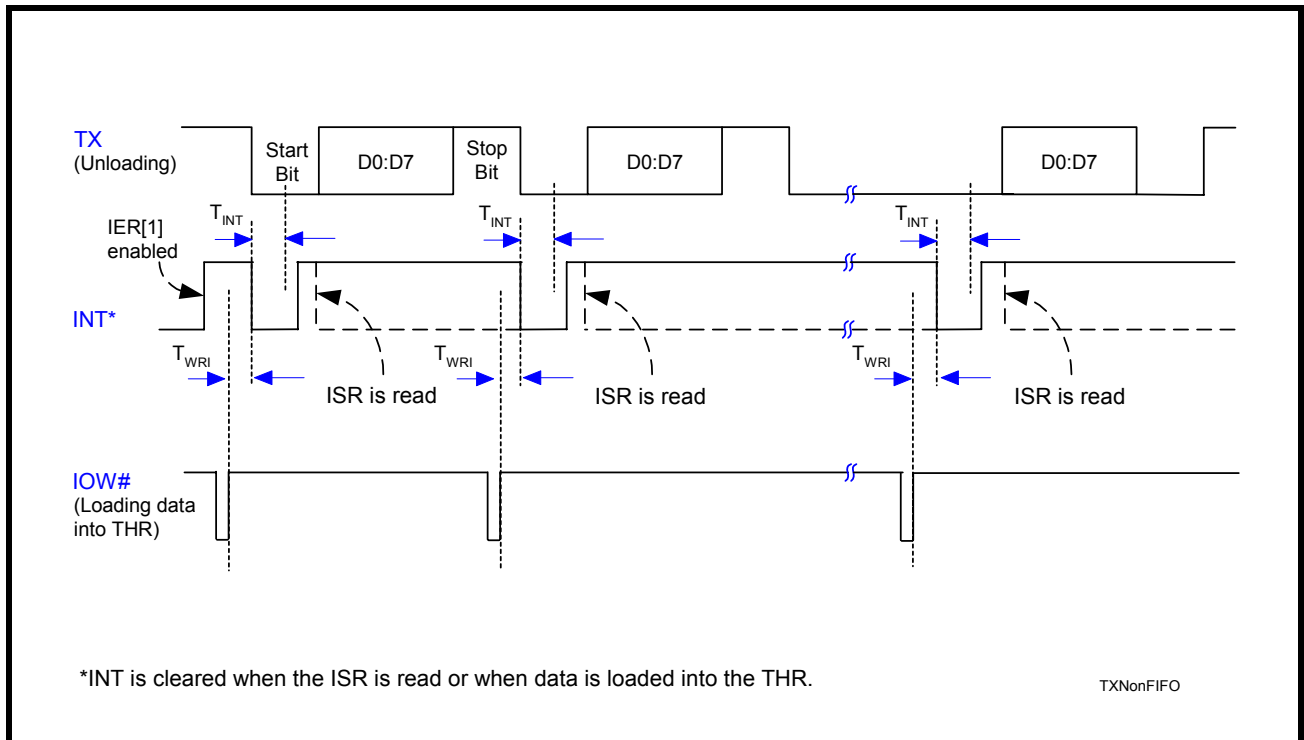 TX
(Unloading)
Start
Bit
D0:D7
Stop
Bit
D0:D7
D0:D7
IER[1]
enabled
TINT
TINT
TINT
INT*
TWRI
TWRI
TWRI
ISR is read
ISR is read
ISR is read
IOW#
(Loading data
into THR)
*INT is cleared when the ISR is read or when data is loaded into the THR.
TXNonFIFO